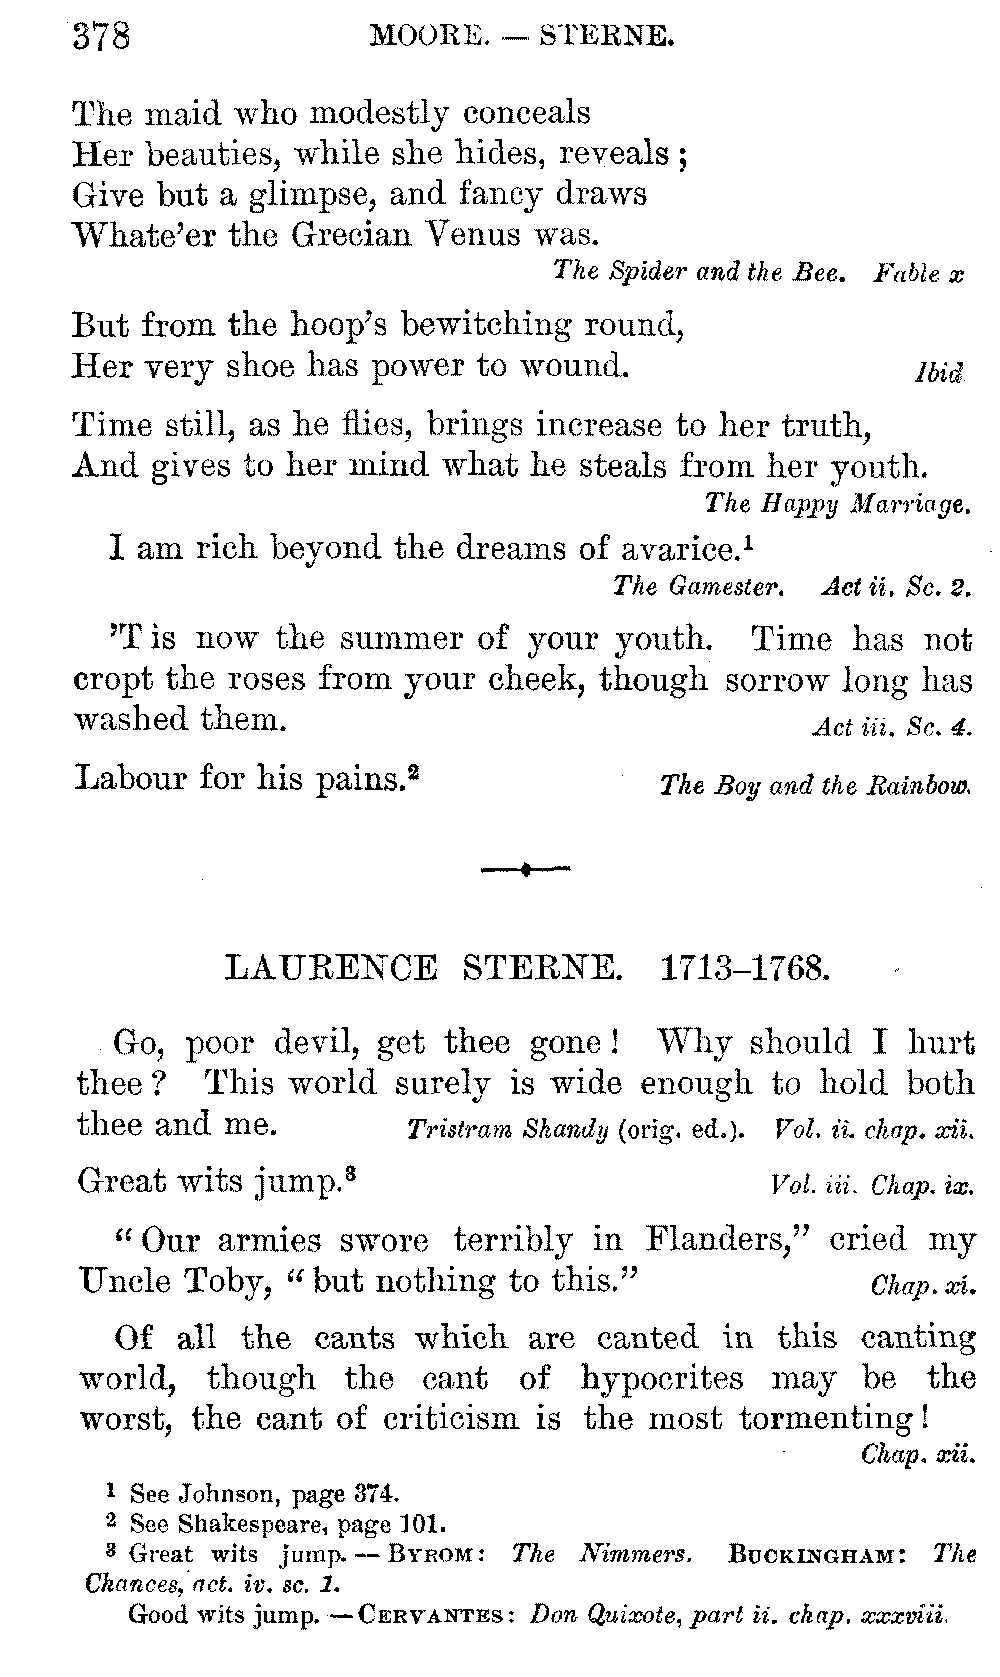 378 MOORE. — STERNE.
The maid who modestly conceals
Her beauties, while she hides, reveals;
Give but a glimpse, and fancy draws
Whate'er the Grecian Venus was.
The Spider and the Bee. Fable x
But from the hoop's bewitching round,
Her very shoe has power to wound. Ibid
Time still, as he flies, brings increase to her truth,
And gives to her mind what he steals from her youth.
The Happy Marriage.
I am rich beyond the dreams of avarice.¹
The Gamester. Act ii. Sc. 2.
'T is now the summer of your youth. Time has not
cropt the roses from your cheek, though sorrow long has
washed them. Act iii. Sc. 4.
Labour for his pains.² The Boy and the Rainbow.
LAURENCE STERNE. 1713–1768.
Go, poor devil, get thee gone! Why should I hurt
thee? This world surely is wide enough to hold both
thee and me. Tristram Shandy (orig. ed.). Vol. ii. chap. xii.
Great wits jump.³ Vol. iii. Chap. ix.
"Our armies swore terribly in Flanders," cried my
Uncle Toby, "but nothing to this." Chap. xi.
Of all the cants which are canted in this canting
world, though the cant of hypocrites may be the
worst, the cant of criticism is the most tormenting!
Chap. xii.
¹ See Johnson, page 374.
² See Shakespeare, page 101.
³ Great wits jump. — BYROM: The Nimmers. BUCKINGHAM: The
Chances, act. iv. sc. 1.
Good wits jump. — CERVANTES: Don Quixote, part ii. chap. xxxviii.